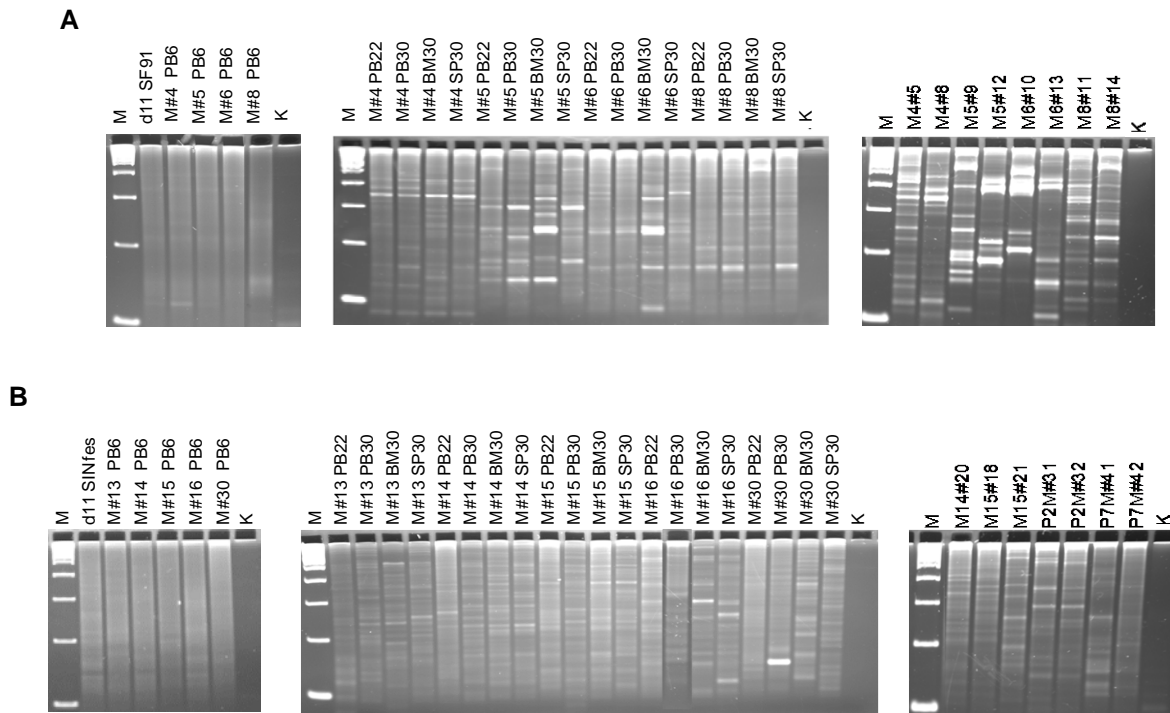 A
M
d11 SF91
M#4 PB6
M#5 PB6
M#6 PB6
M#8 PB6
K
M
M#4 PB22
M#4 PB30
M#4 BM30
M#4 SP30
M#5 PB22
M#5 PB30
M#5 BM30
M#5 SP30
M#6 PB22
M#6 PB30
M#6 BM30
M#6 SP30
M#8 PB22
M#8 PB30
M#8 BM30
M#8 SP30
K
M
M4#5
M4#8
M5#9
M5#12
M6#10
M6#13
M8#11
M8#14
K
B
M
d11 SINfes
M#13 PB6
M#14 PB6
M#15 PB6
M#16 PB6
M#30 PB6
K
M
M#13 PB22
M#13 PB30
M#13 BM30
M#13 SP30
M#14 PB22
M#14 PB30
M#14 BM30
M#14 SP30
M#15 PB22
M#15 PB30
M#15 BM30
M#15 SP30
M#16 PB22
M#16 PB30
M#16 BM30
M#16 SP30
M#30 PB22
M#30 PB30
M#30 BM30
M#30 SP30
K
M
M14#20
M15#18
M15#21
P2M#31
P2M#32
P7M#41
P7M#42
K